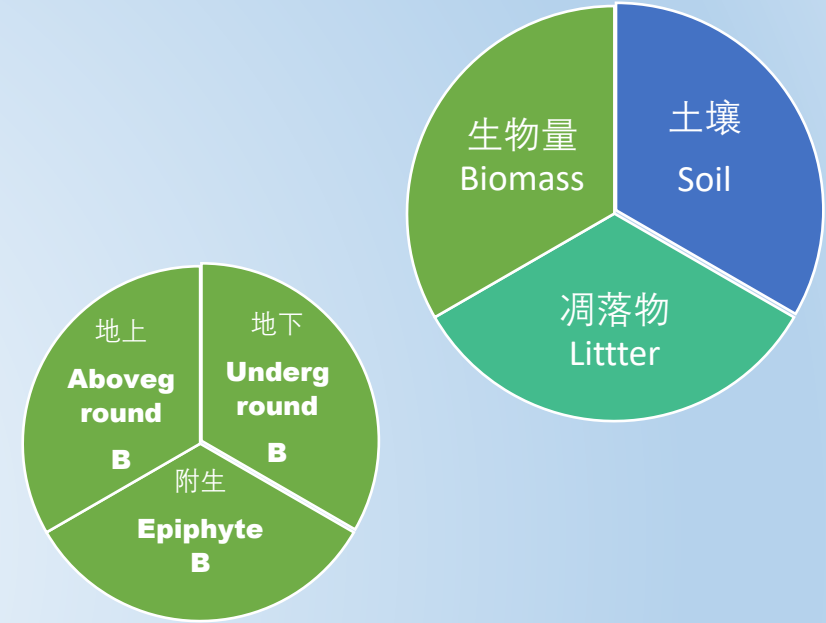 生物量
Biomass
土壤
Soil
凋落物
Littter
地上
Aboveg
round
B
地下
Underg
round
B
附生
Epiphyte
B